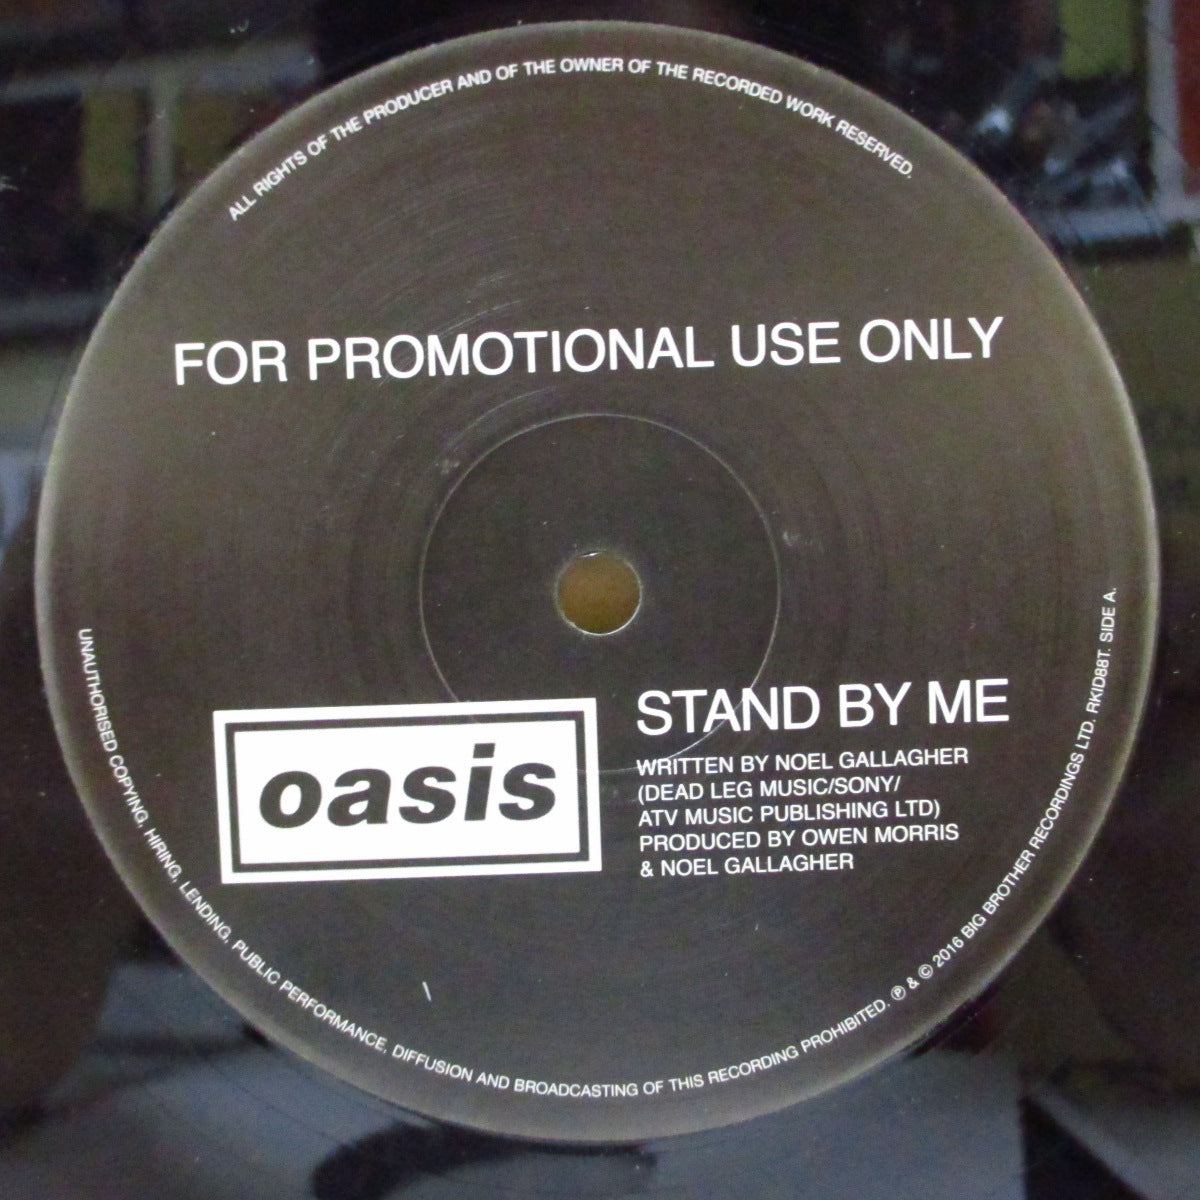 ALL RIGHTS OF THE PRODUCER AND OF THE OWNER OF THE RECORDED WORK RESERVED.
FOR PROMOTIONAL USE ONLY
oasis
STAND BY ME
WRITTEN BY NOEL GALLAGHER
(DEAD LEG MUSIC/SONY/
ATV MUSIC PUBLISHING LTD)
PRODUCED BY OWEN MORRIS
& NOEL GALLAGHER
UNAUTHORISED COPYING, HIRING, LENDING, PUBLIC PERFORMANCE, DIFFUSION AND BROADCASTING OF THIS RECORDING PROHIBITED. ℗ & © 2016 BIG BROTHER RECORDINGS LTD. RKID88T. SIDE A.